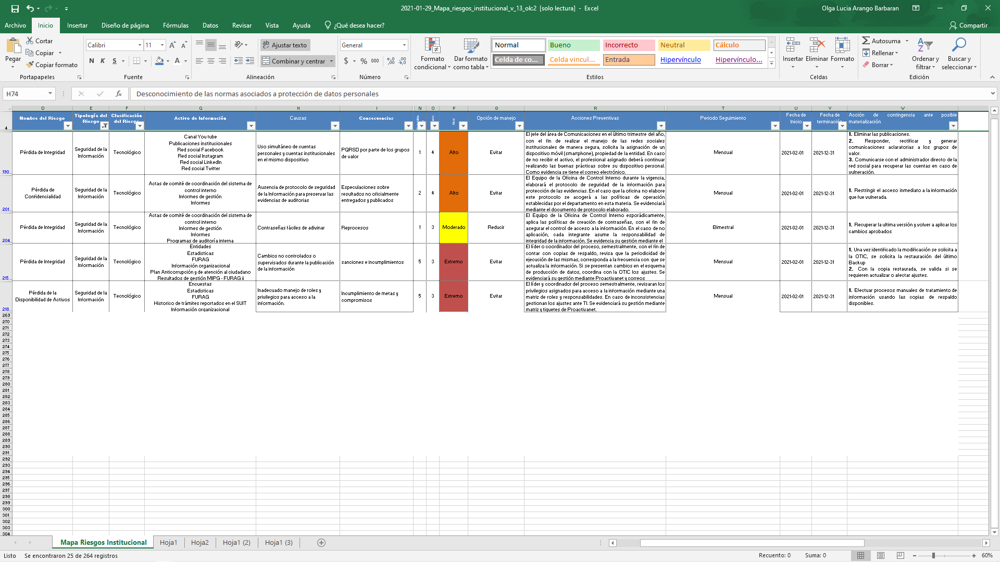 2021-01-29_Mapa_riesgos_institucional_v_13_ok:2 [solo lectura] - Excel
Olga Lucia Arango Barbaran
Archivo Inicio Insertar Diseño de página Fórmulas Datos Revisar Vista Ayuda ¿Qué desea hacer? Compartir
Pegar
Cortar
Copiar
Copiar formato
Portapapeles
Calibri 11
N K S
Fuente
Ajustar texto
Combinar y centrar
Alineación
General
$ % 000
Número
Formato condicional
Dar formato como tabla
Normal Bueno Incorrecto Neutral Cálculo
Celda de co... Celda vincul... Entrada Hipervínculo Hipervínculo...
Estilos
Insertar Eliminar Formato
Celdas
Autosuma
Rellenar
Borrar
Ordenar y filtrar
Buscar y seleccionar
Edición
H74 fx Desconocimiento de las normas asociados a protección de datos personales
D E F G H I N O P Q R T U V W
4
Nombre del Riesgo
Tipología del Riesgo
Clasificación del Riesgo
Activo de Información
Causas
Consecuencias
Nivel
Opción de manejo
Acciones Preventivas
Periodo Seguimiento
Fecha de Inicio
Fecha de terminación
Acción de contingencia ante posible materialización
190
Pérdida de Integridad
Seguridad de la Información
Tecnológico
Canal You tube
Publicaciones institucionales
Red social Facebook
Red social Instagram
Red social LinkedIn
Red social Twitter
Uso simultáneo de cuentas
personales y cuentas institucionales
en el mismo dispositivo
PQRSD por parte de los grupos
de valor
1 4 Alto Evitar
El jefe del área de Comunicaciones en el último trimestre del año,
con el fin de realizar el manejo de las redes sociales
institucionales de manera segura, solicita la asignación de un
dispositivo móvil (smartphone), propiedad de la entidad. En caso
de no recibir el activo, el profesional asignado deberá continuar
realizando las buenas prácticas sobre su dispositivo personal.
Como evidencia se tiene el correo electrónico.
Mensual 2021-02-01 2021-12-31
1. Eliminar las publicaciones.
2. Responder, rectificar y generar
comunicaciones aclaratorias a los grupos de
valor.
3. Comunicarse con el administrador directo de la
red social para recuperar las cuentas en caso de
vulneración.
201
Pérdida de
Confidencialidad
Seguridad de la
Información
Tecnológico
Actas de comité de coordinación del sistema de
control interno
Informes de gestión
Informes
Ausencia de protocolo de seguridad
de la Información para preservar las
evidencias de auditorias
Especulaciones sobre
resultados no oficialmente
entregados y publicados
2 4 Alto Evitar
El Equipo de la Oficina de Control Interno durante la vigencia,
elaborará el protocolo de seguridad de la información para
protección de las evidencias. En el caso que la oficina no elabore
este protocolo se acogerá a las políticas de operación
establecidas por el departamento en esta materia. Se evidenciará
mediante el documento de protocolo elaborado.
Mensual 2021-02-01 2021-12-31
1. Restringir el acceso inmediato a la información
que fue vulnerada.
204
Pérdida de Integridad
Seguridad de la
Información
Tecnológico
Actas de comité de coordinación del sistema de
control interno
Informes de gestión
Informes
Programas de auditoría interna
Contraseñas fáciles de adivinar
Reprocesos
1 3 Moderado Reducir
El Equipo de la Oficina de Control Interno esporádicamente,
aplica las políticas de creación de contraseñas, con el fin de
asegurar el control de acceso a la información. En el caso de no
aplicación, cada integrante asume la responsabilidad de
integridad de la información. Se evidencia su gestión mediante el
Bimestral 2021-02-01 2021-12-31
1. Recuperar la ultima versión y volver a aplicar los
cambios aprobados
215
Pérdida de Integridad
Seguridad de la
Información
Tecnológico
Entidades
Estadisticas
FURAG
Información organizacional
Plan Anticorrupción y de atención al ciudadano
Resultados de gestión MIPG - FURAG ii
Cambios no controlados o
supervisados durante la publicación
de la información
sanciones e incumplimientos
5 3 Extremo Evitar
El líder o coordinador del proceso, semestralmente, con el fin de
contar con copias de respaldo, revisa que la periodicidad de
ejecución de las mismas, corresponda a la frecuencia con que se
actualiza la información. Si se presentan cambios en el esquema
de producción de datos, coordina con la OTIC los ajustes. Se
evidenciará su gestión mediante Proactivanet y correos
Mensual 2021-02-01 2021-12-31
1. Una vez identificado la modificación se solicita a
la OTIC, se solicita la restauración del último
Backup
2. Con la copia restaurada, se valida si se
requieren actualizar o afectar ajustes.
218
Pérdida de la
Disponibilidad de Activos
Seguridad de la
Información
Tecnológico
Encuestas
Estadisticas
FURAG
Historico de trámites reportados en el SUIT
Información organizacional
Inadecuado manejo de roles y
privilegios para acceso a la
información.
Incumplimiento de metas y
compromisos
5 3 Extremo Evitar
El líder y coordinador del proceso semestralmente, revisaran los
privilegios asignados para acceso a la información mediante una
matriz de roles y responsabilidades. En caso de inconsistencias
gestionan los ajustes ante TI. Se evidenciará su gestión mediante
matriz y tiquetes de Proactivanet.
Mensual 2021-02-01 2021-12-31
1. Efectuar procesos manuales de tratamiento de
información usando las copias de respaldo
disponibles.
269
270
271
272
273
274
275
276
277
278
279
280
281
282
283
284
285
286
287
288
289
290
291
292
293
294
295
296
297
298
299
300
301
302
303
304
Mapa Riesgos Institucional Hoja1 Hoja2 Hoja1 (2) Hoja1 (3)
Listo Se encontraron 25 de 264 registros Recuento: 0 Suma: 0 60%